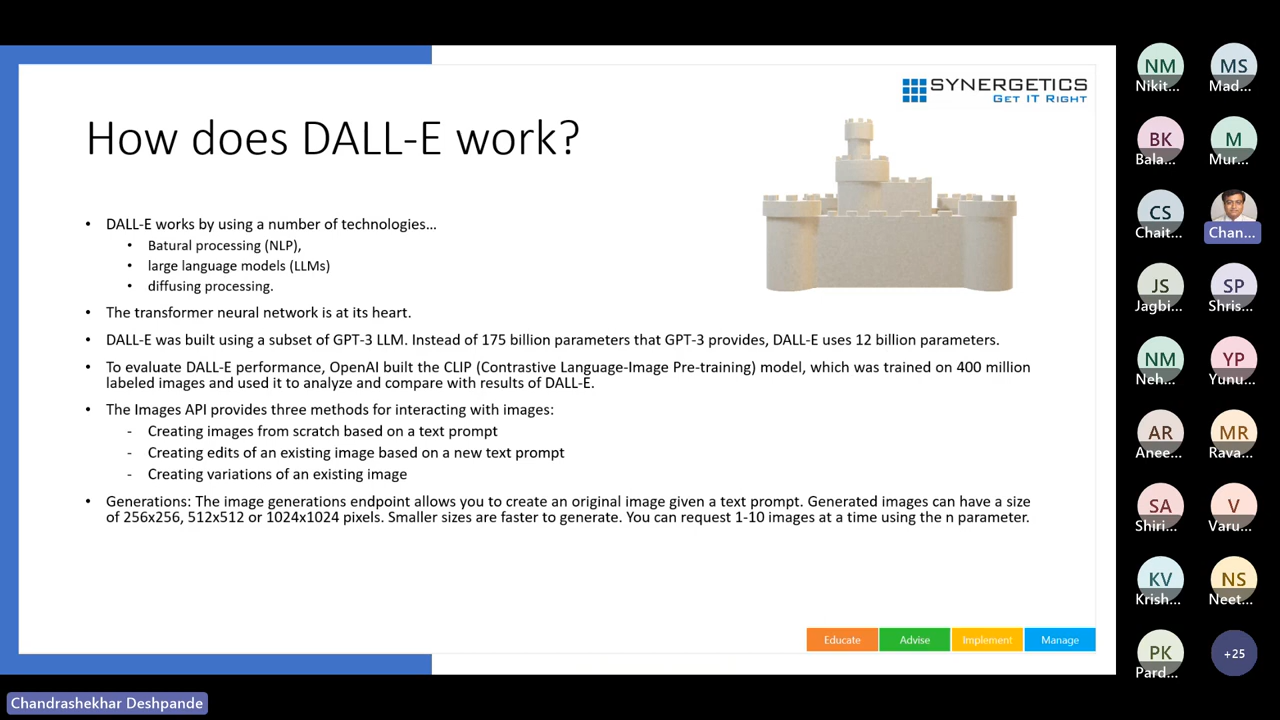 SYNERGETICS
GET IT RIGHT
How does DALL-E work?
• DALL-E works by using a number of technologies...
• Batural processing (NLP),
• large language models (LLMs)
• diffusing processing.
• The transformer neural network is at its heart.
• DALL-E was built using a subset of GPT-3 LLM. Instead of 175 billion parameters that GPT-3 provides, DALL-E uses 12 billion parameters.
• To evaluate DALL-E performance, OpenAI built the CLIP (Contrastive Language-Image Pre-training) model, which was trained on 400 million
labeled images and used it to analyze and compare with results of DALL-E.
• The Images API provides three methods for interacting with images:
- Creating images from scratch based on a text prompt
- Creating edits of an existing image based on a new text prompt
- Creating variations of an existing image
• Generations: The image generations endpoint allows you to create an original image given a text prompt. Generated images can have a size
of 256x256, 512x512 or 1024x1024 pixels. Smaller sizes are faster to generate. You can request 1-10 images at a time using the n parameter.
Educate Advise Implement Manage
Chandrashekhar Deshpande
NM MS
Nikit... Mad...
BK M
Bala... Mur...
CS
Chait... Chan...
JS SP
Jagbi... Shris...
NM YP
Neh... Yunu...
AR MR
Anee... Rava...
SA V
Shiri... Varu...
KV NS
Krish... Neet...
PK +25
Pard...